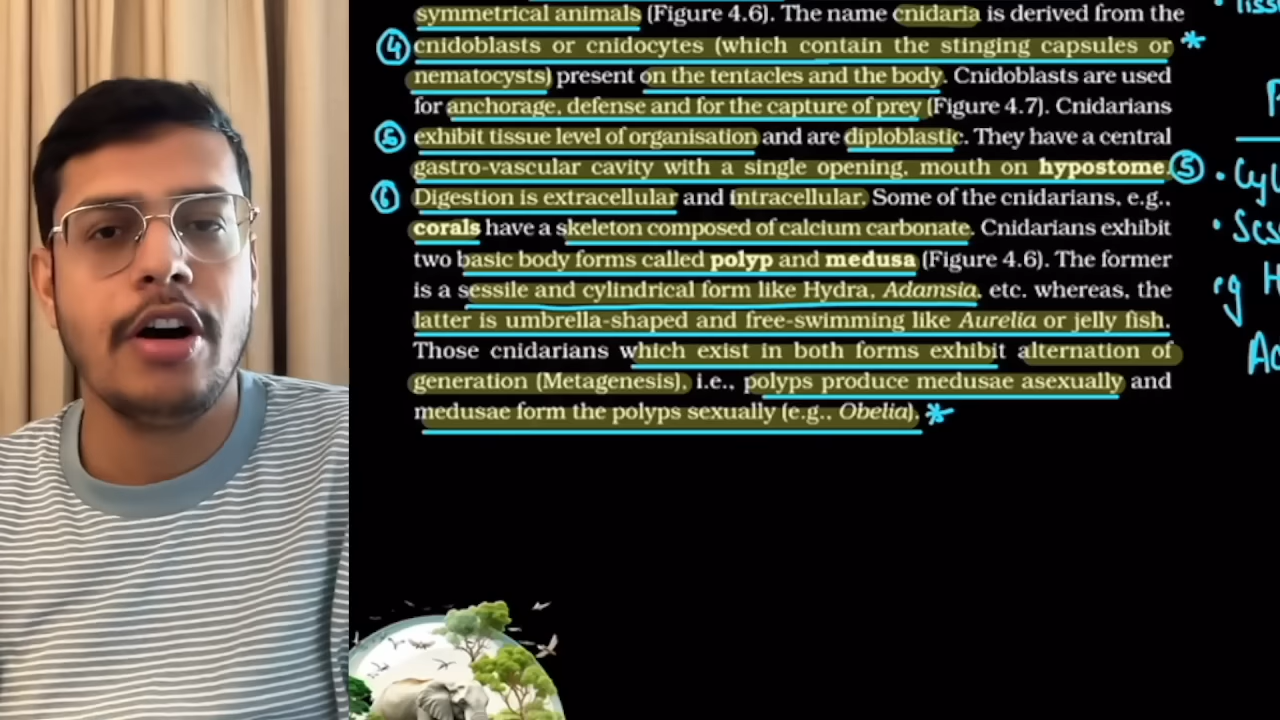 symmetrical animals (Figure 4.6). The name cnidaria is derived from the
4 cnidoblasts or cnidocytes (which contain the stinging capsules or *
nematocysts) present on the tentacles and the body. Cnidoblasts are used
for anchorage, defense and for the capture of prey (Figure 4.7). Cnidarians
5 exhibit tissue level of organisation and are diploblastic. They have a central
gastro-vascular cavity with a single opening, mouth on hypostome. 5
6 Digestion is extracellular and intracellular. Some of the cnidarians, e.g.,
corals have a skeleton composed of calcium carbonate. Cnidarians exhibit
two basic body forms called polyp and medusa (Figure 4.6). The former
is a sessile and cylindrical form like Hydra, Adamsia, etc. whereas, the
latter is umbrella-shaped and free-swimming like Aurelia or jelly fish.
Those cnidarians which exist in both forms exhibit alternation of
generation (Metagenesis), i.e., polyps produce medusae asexually and
medusae form the polyps sexually (e.g., Obelia). *
eg